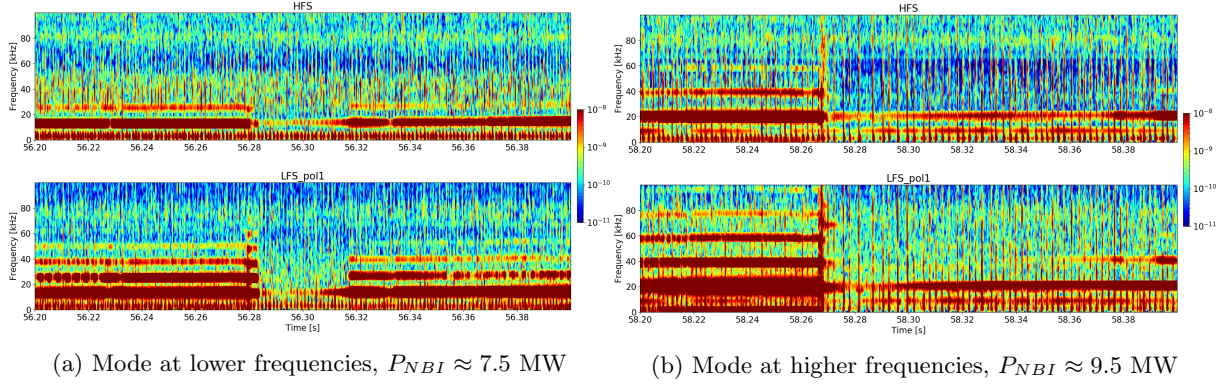 HFS
Frequency [kHz]
80
60
40
20
0
56.20 56.22 56.24 56.26 56.28 56.30 56.32 56.34 56.36 56.38
LFS_pol1
Frequency [kHz]
80
60
40
20
0
56.20 56.22 56.24 56.26 56.28 56.30 56.32 56.34 56.36 56.38
Time [s]
10⁻⁸
10⁻⁹
10⁻¹⁰
10⁻¹¹
(a) Mode at lower frequencies, P_NBI ≈ 7.5 MW
HFS
Frequency [kHz]
80
60
40
20
0
58.20 58.22 58.24 58.26 58.28 58.30 58.32 58.34 58.36 58.38
LFS_pol1
Frequency [kHz]
80
60
40
20
0
58.20 58.22 58.24 58.26 58.28 58.30 58.32 58.34 58.36 58.38
Time [s]
10⁻⁸
10⁻⁹
10⁻¹⁰
10⁻¹¹
(b) Mode at higher frequencies, P_NBI ≈ 9.5 MW